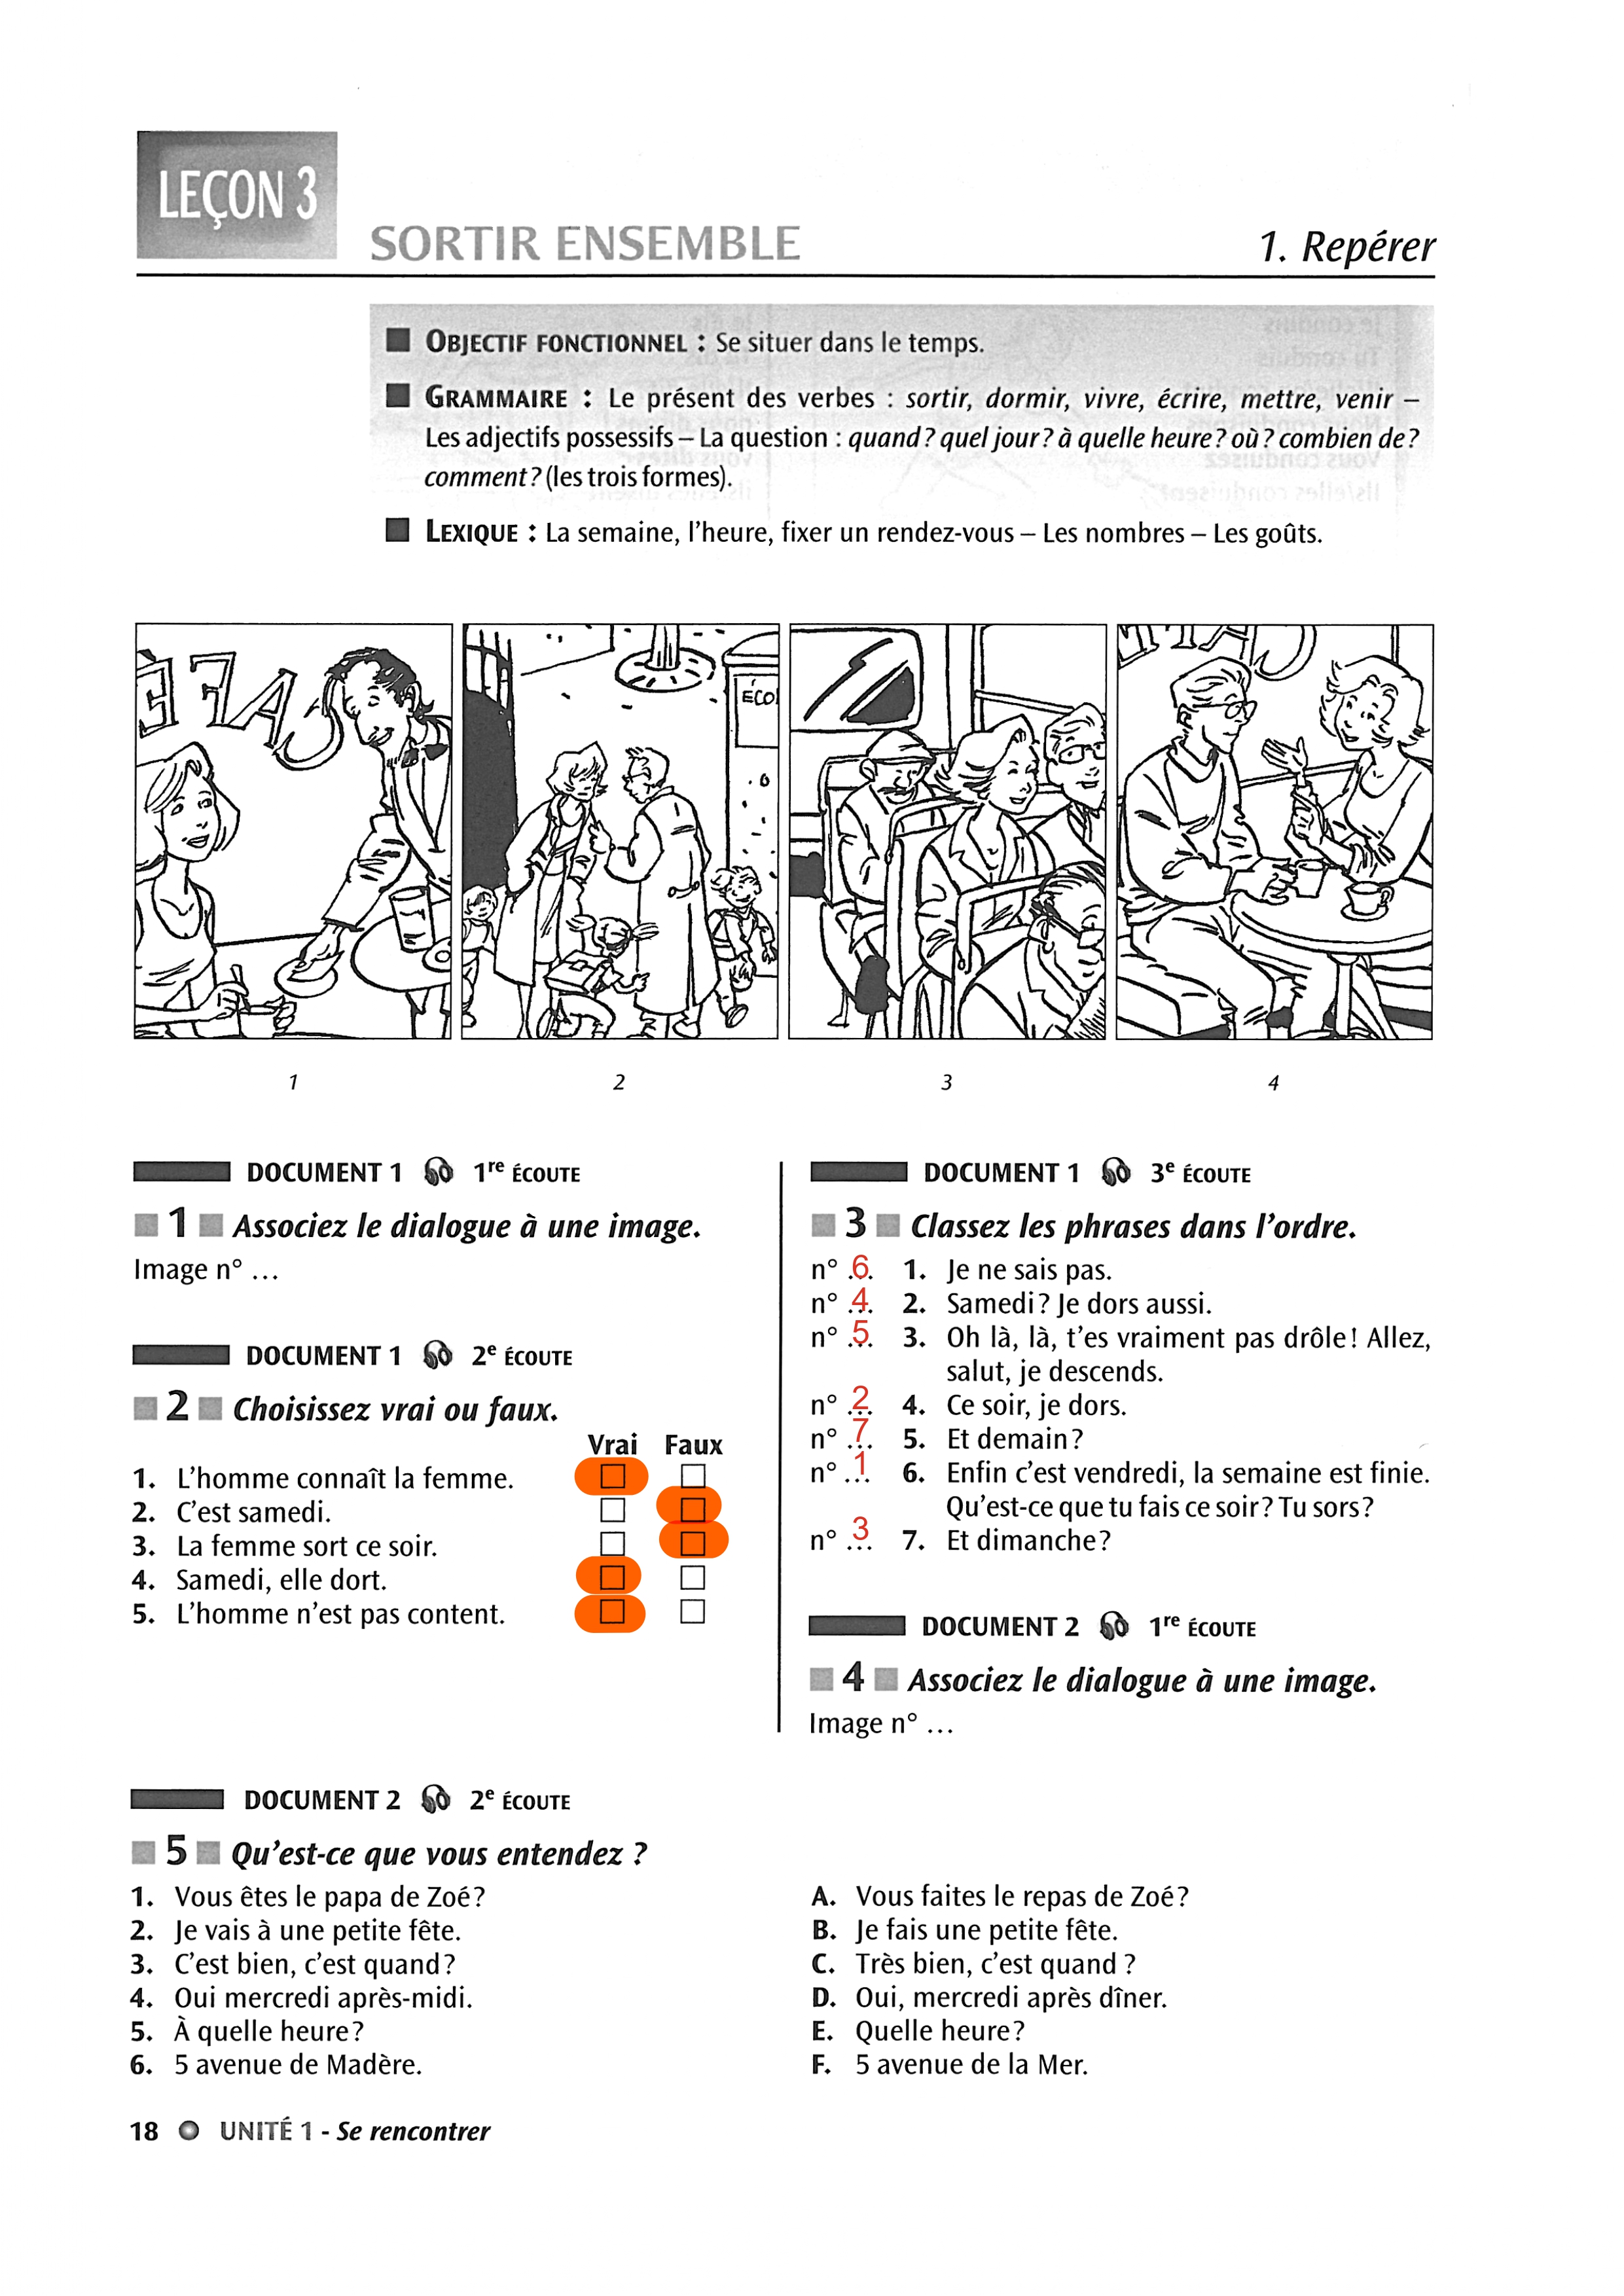 LEÇON 3
SORTIR ENSEMBLE
1. Repérer
■ OBJECTIF FONCTIONNEL : Se situer dans le temps.
■ GRAMMAIRE : Le présent des verbes : sortir, dormir, vivre, écrire, mettre, venir –
Les adjectifs possessifs – La question : quand ? quel jour ? à quelle heure ? où ? combien de ?
comment ? (les trois formes).
■ LEXIQUE : La semaine, l'heure, fixer un rendez-vous – Les nombres – Les goûts.
CAFÉ
ÉCO
CAFÉ
1
2
3
4
DOCUMENT 1 1re ÉCOUTE
1 Associez le dialogue à une image.
Image n° …
DOCUMENT 1 2e ÉCOUTE
2 Choisissez vrai ou faux.
Vrai Faux
1. L'homme connaît la femme.
2. C'est samedi.
3. La femme sort ce soir.
4. Samedi, elle dort.
5. L'homme n'est pas content.
DOCUMENT 1 3e ÉCOUTE
3 Classez les phrases dans l'ordre.
n° 6 1. Je ne sais pas.
n° 4 2. Samedi ? Je dors aussi.
n° 5 3. Oh là, là, t'es vraiment pas drôle ! Allez,
salut, je descends.
n° 2 4. Ce soir, je dors.
n° 7 5. Et demain ?
n° 1 6. Enfin c'est vendredi, la semaine est finie.
Qu'est-ce que tu fais ce soir ? Tu sors ?
n° 3 7. Et dimanche ?
DOCUMENT 2 1re ÉCOUTE
4 Associez le dialogue à une image.
Image n° …
DOCUMENT 2 2e ÉCOUTE
5 Qu'est-ce que vous entendez ?
1. Vous êtes le papa de Zoé ?
2. Je vais à une petite fête.
3. C'est bien, c'est quand ?
4. Oui mercredi après-midi.
5. À quelle heure ?
6. 5 avenue de Madère.
A. Vous faites le repas de Zoé ?
B. Je fais une petite fête.
C. Très bien, c'est quand ?
D. Oui, mercredi après dîner.
E. Quelle heure ?
F. 5 avenue de la Mer.
18 UNITÉ 1 - Se rencontrer